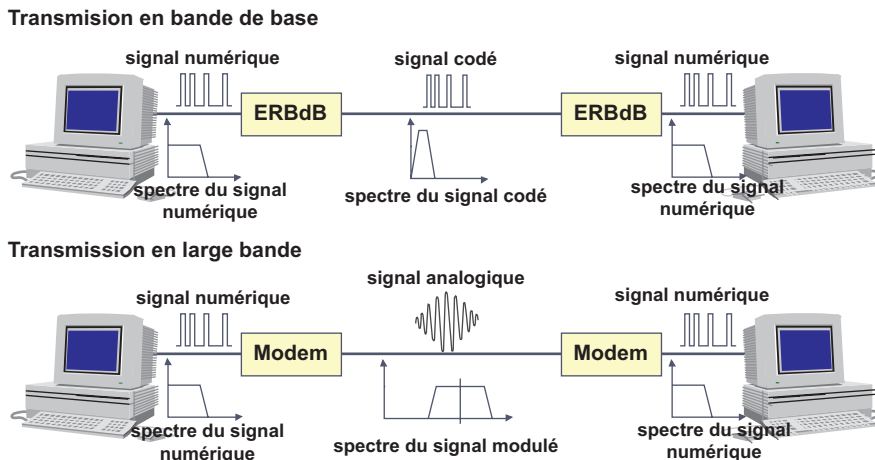 Transmision en bande de base
signal numérique
signal codé
signal numérique
ERBdB
ERBdB
spectre du signal
numérique
spectre du signal codé
spectre du signal
numérique
Transmission en large bande
signal numérique
signal analogique
signal numérique
Modem
Modem
spectre du signal
numérique
spectre du signal modulé
spectre du signal
numérique